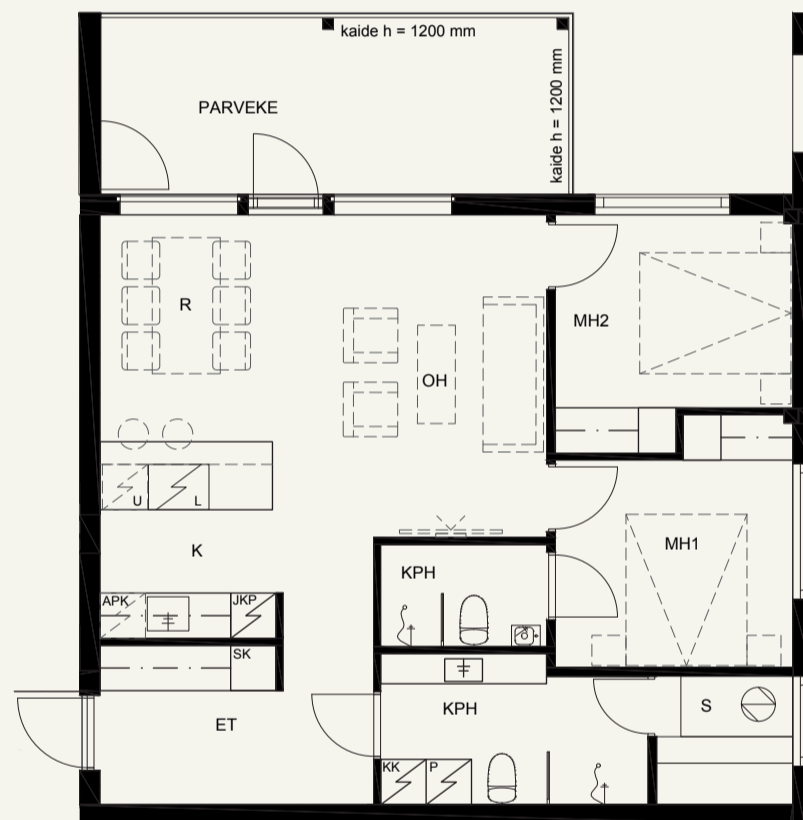 kaide h = 1200 mm
kaide h = 1200 mm
PARVEKE
R
MH2
OH
U
L
K
MH1
KPH
APK
JKP
SK
KPH
S
ET
KK
P